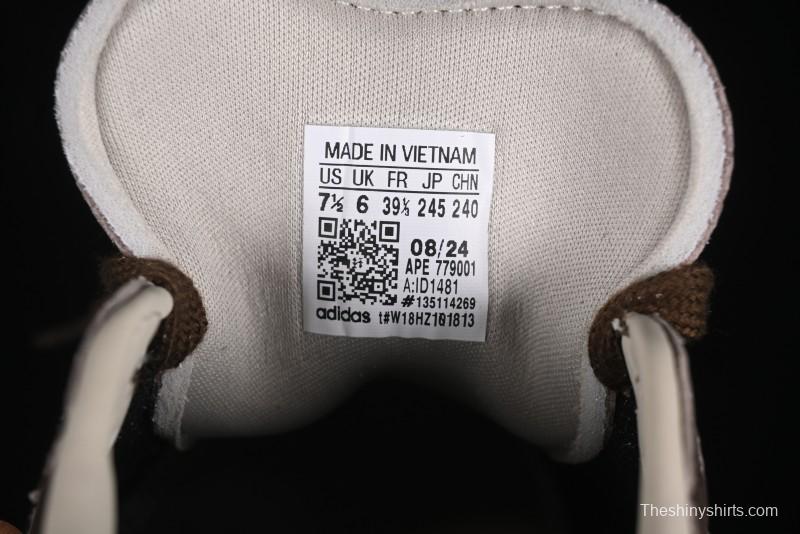 MADE IN VIETNAM
US UK FR JP CHN
7½ 6 39⅓ 245 240
08/24
APE 779001
A:ID1481
#135114269
adidas t#W18HZ101813
Theshinyshirts.com